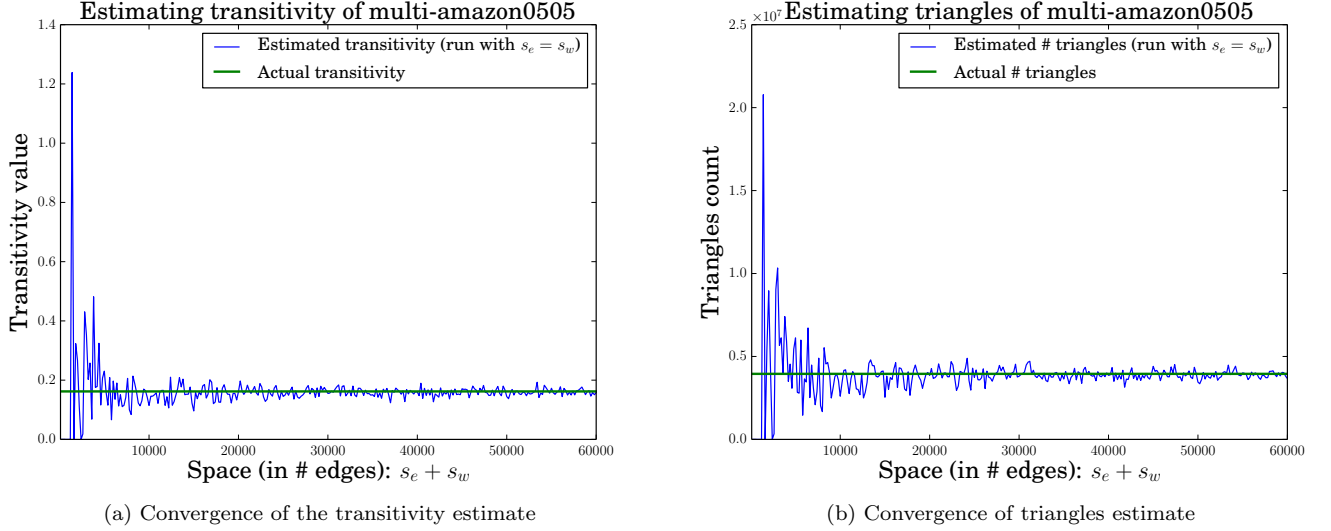 Estimating transitivity of multi-amazon0505
Estimated transitivity (run with s_e = s_w)
Actual transitivity
Transitivity value
1.4
1.2
1.0
0.8
0.6
0.4
0.2
0.0
10000 20000 30000 40000 50000 60000
Space (in # edges): s_e + s_w
(a) Convergence of the transitivity estimate
Estimating triangles of multi-amazon0505
×10^7
Estimated # triangles (run with s_e = s_w)
Actual # triangles
Triangles count
2.5
2.0
1.5
1.0
0.5
0.0
10000 20000 30000 40000 50000 60000
Space (in # edges): s_e + s_w
(b) Convergence of triangles estimate